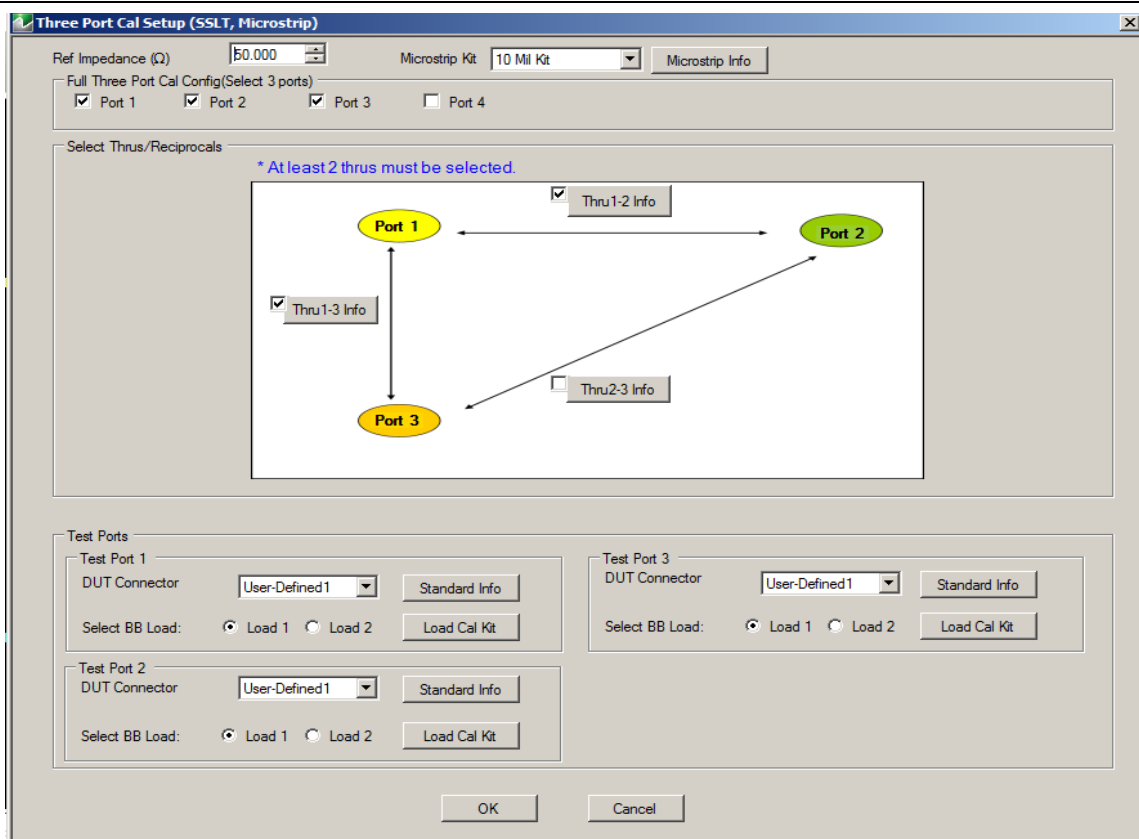 Three Port Cal Setup (SSLT, Microstrip)
Ref Impedance (Ω) 50.000 Microstrip Kit 10 Mil Kit Microstrip Info
Full Three Port Cal Config(Select 3 ports)
Port 1 Port 2 Port 3 Port 4
Select Thrus/Reciprocals
* At least 2 thrus must be selected.
Thru1-2 Info
Port 1
Port 2
Thru1-3 Info
Thru2-3 Info
Port 3
Test Ports
Test Port 1
DUT Connector User-Defined1 Standard Info
Select BB Load: Load 1 Load 2 Load Cal Kit
Test Port 3
DUT Connector User-Defined1 Standard Info
Select BB Load: Load 1 Load 2 Load Cal Kit
Test Port 2
DUT Connector User-Defined1 Standard Info
Select BB Load: Load 1 Load 2 Load Cal Kit
OK Cancel